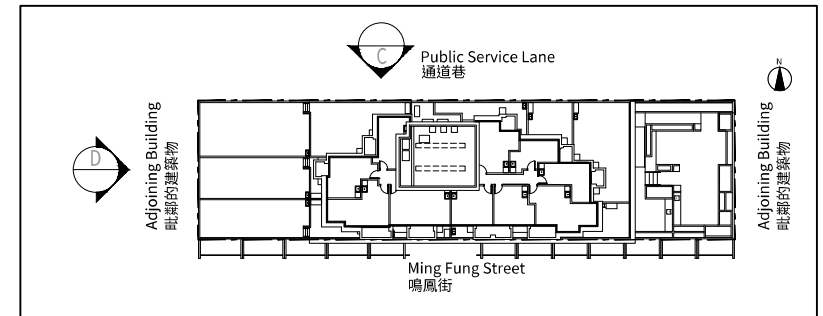 C
Public Service Lane
通道巷
N
D
Adjoining Building
毗鄰的建築物
Adjoining Building
毗鄰的建築物
Ming Fung Street
鳴鳳街